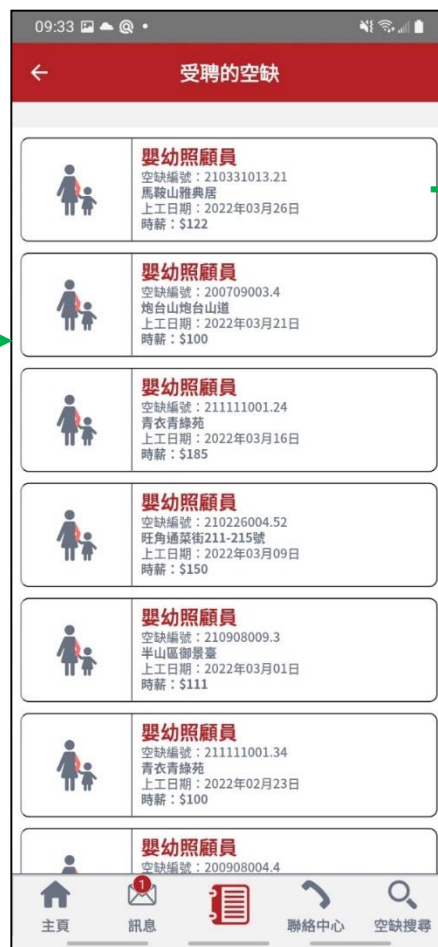 09:33
受聘的空缺
嬰幼照顧員
空缺編號：210331013.21
馬鞍山雅典居
上工日期：2022年03月26日
時薪：$122
嬰幼照顧員
空缺編號：200709003.4
炮台山炮台山道
上工日期：2022年03月21日
時薪：$100
嬰幼照顧員
空缺編號：211111001.24
青衣青綠苑
上工日期：2022年03月16日
時薪：$185
嬰幼照顧員
空缺編號：210226004.52
旺角通菜街211-215號
上工日期：2022年03月09日
時薪：$150
嬰幼照顧員
空缺編號：210908009.3
半山區御景臺
上工日期：2022年03月01日
時薪：$111
嬰幼照顧員
空缺編號：211111001.34
青衣青綠苑
上工日期：2022年02月23日
時薪：$100
嬰幼照顧員
空缺編號：200908004.4
1
主頁 訊息 聯絡中心 空缺搜尋